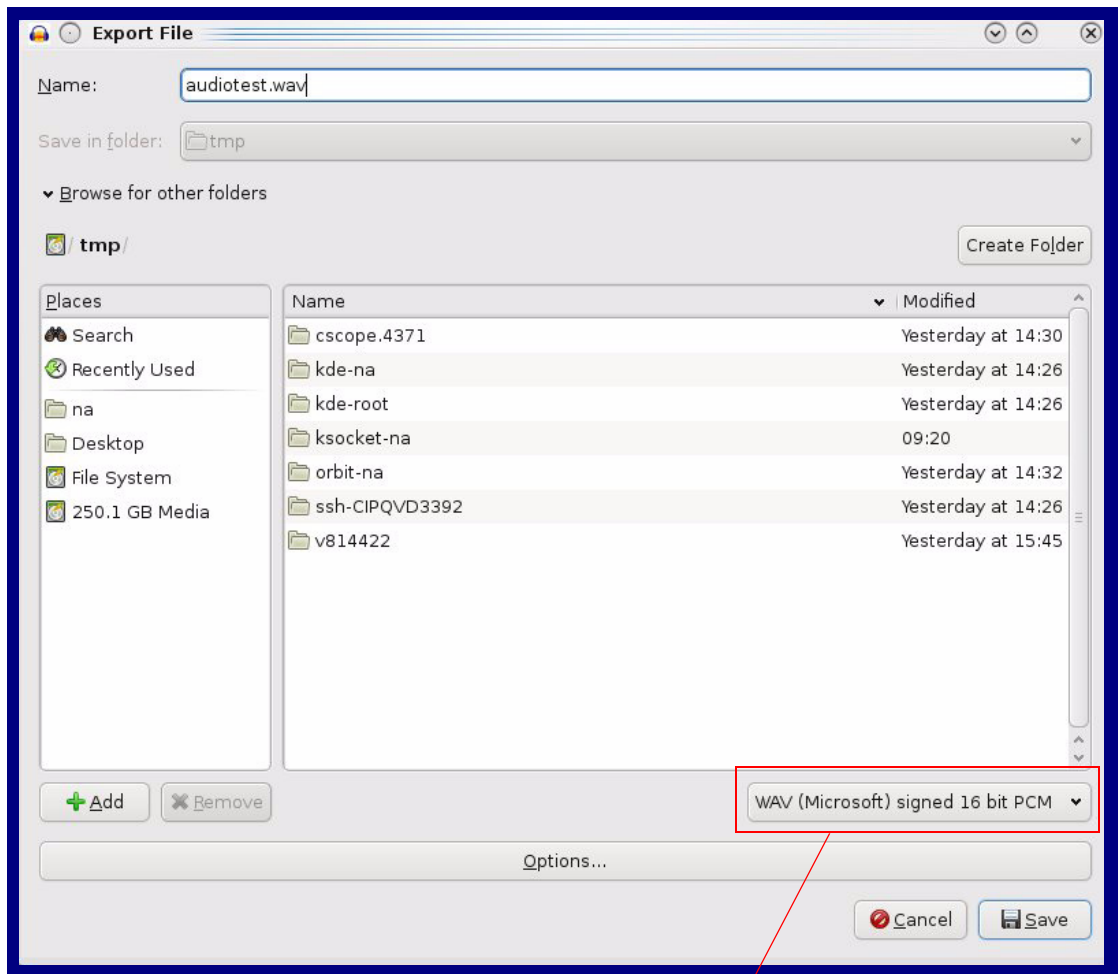 Export File
Name: audiotest.wav
Save in folder: tmp
Browse for other folders
/ tmp /
Create Folder
Places
Search
Recently Used
na
Desktop
File System
250.1 GB Media
Name Modified
cscope.4371 Yesterday at 14:30
kde-na Yesterday at 14:26
kde-root Yesterday at 14:26
ksocket-na 09:20
orbit-na Yesterday at 14:32
ssh-CIPQVD3392 Yesterday at 14:26
v814422 Yesterday at 15:45
Add Remove
WAV (Microsoft) signed 16 bit PCM
Options...
Cancel Save